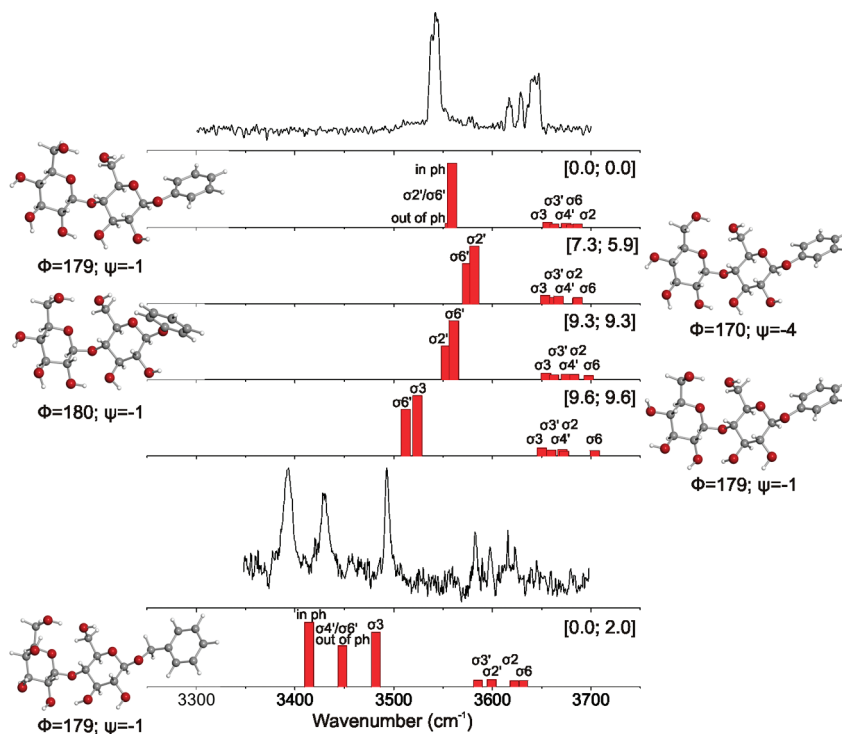 in ph
[0.0; 0.0]
σ2'/σ6'
σ3' σ6
out of ph
σ3 σ4' σ2
Φ=179; ψ=-1
σ2'
[7.3; 5.9]
σ6'
σ3' σ2
σ3 σ4' σ6
Φ=170; ψ=-4
σ6'
[9.3; 9.3]
σ2'
σ3' σ2
σ3 σ4' σ6
Φ=180; ψ=-1
σ3
[9.6; 9.6]
σ6'
σ3' σ2
σ3 σ4' σ6
Φ=179; ψ=-1
in ph
[0.0; 2.0]
σ4'/σ6' σ3
out of ph
σ3' σ2
σ2' σ6
Φ=179; ψ=-1
3300 3400 3500 3600 3700
Wavenumber (cm⁻¹)